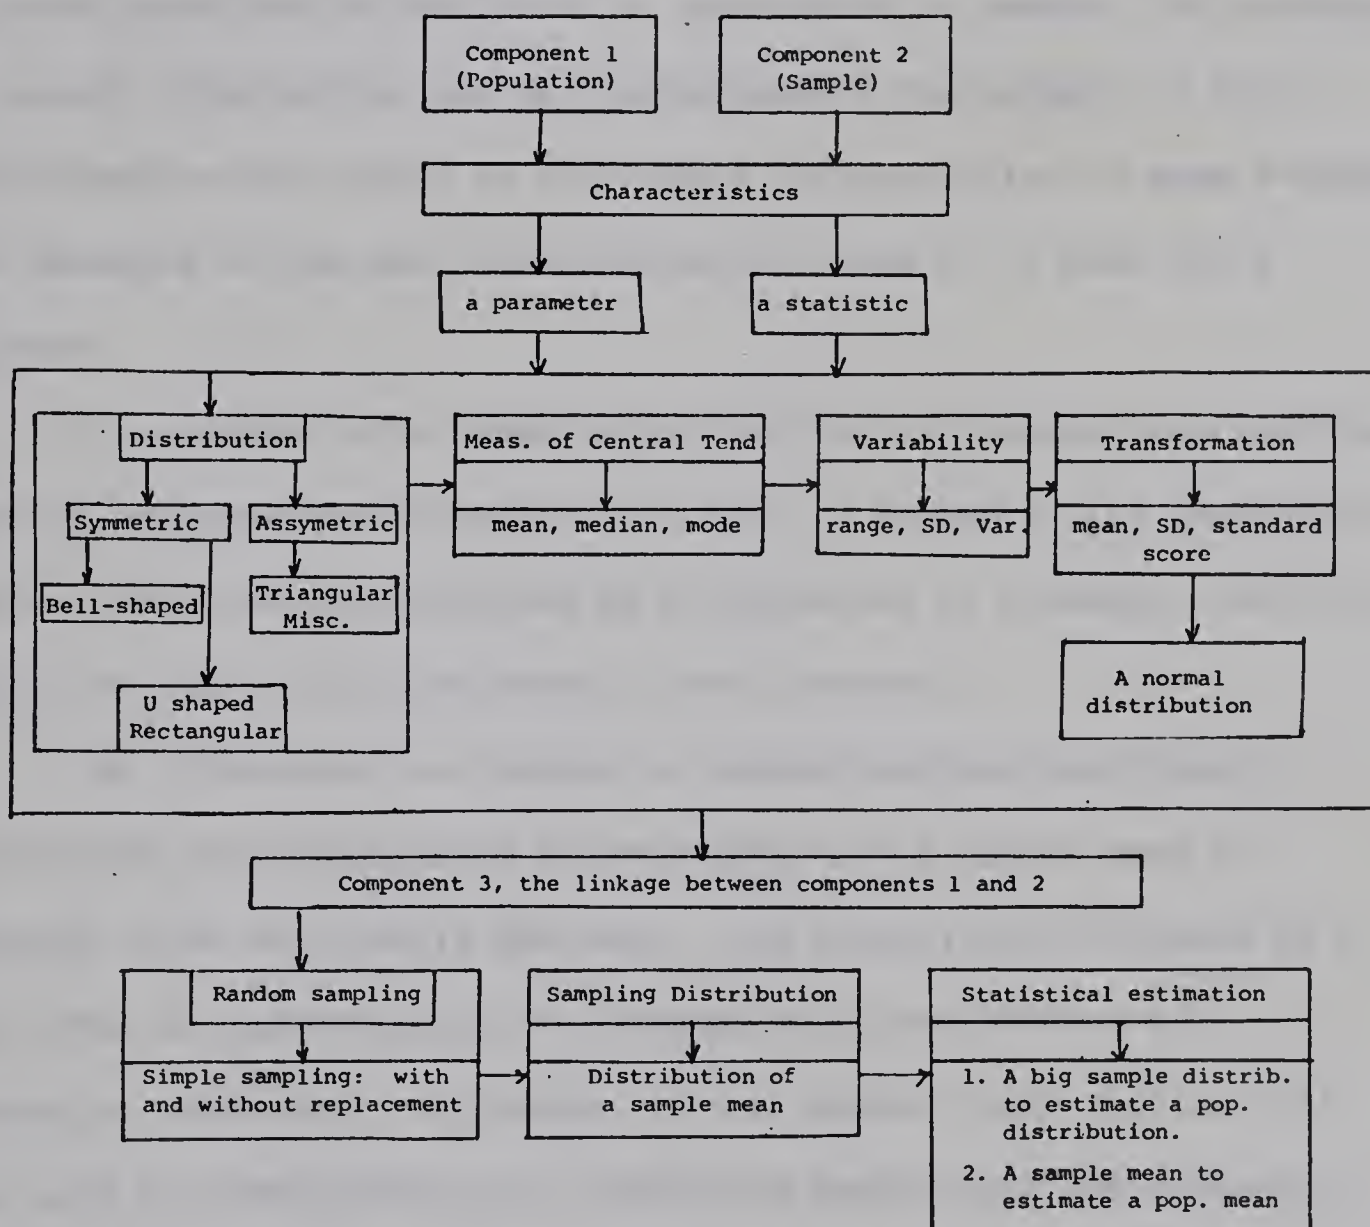 Component 1
(Population)
Component 2
(Sample)
Characteristics
a parameter
a statistic
Distribution
Symmetric
Assymetric
Bell-shaped
Triangular
Misc.
U shaped
Rectangular
Meas. of Central Tend.
mean, median, mode
Variability
range, SD, Var.
Transformation
mean, SD, standard
score
A normal
distribution
Component 3, the linkage between components 1 and 2
Random sampling
Simple sampling: with
and without replacement
Sampling Distribution
Distribution of
a sample mean
Statistical estimation
1. A big sample distrib.
to estimate a pop.
distribution.
2. A sample mean to
estimate a pop. mean